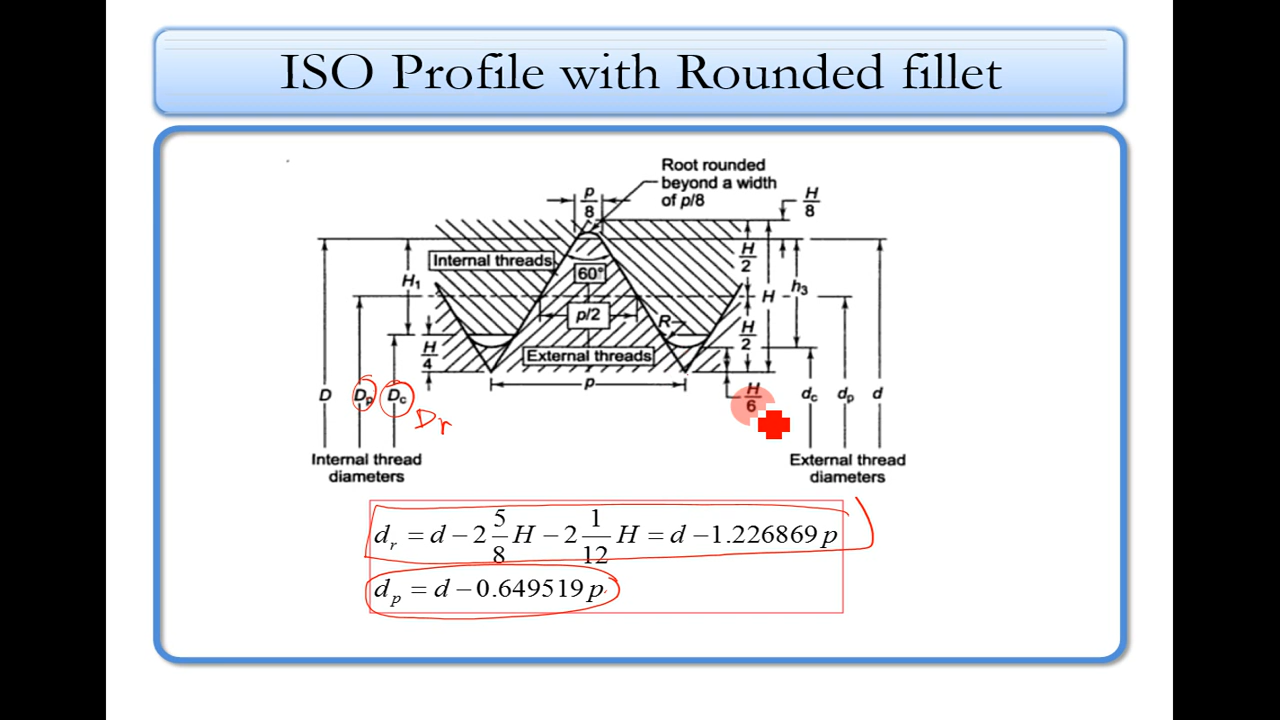 ISO Profile with Rounded fillet
Root rounded
beyond a width
of p/8
p/8
H/8
Internal threads
60°
H/2
H₁
H
h₃
p/2
R
H/2
H/4
External threads
p
H/6
D
Dₚ
D꜀
Dr
d꜀
dₚ
d
Internal thread
diameters
External thread
diameters
dᵣ = d − 2 5/8 H − 2 1/12 H = d − 1.226869 p
dₚ = d − 0.649519 p